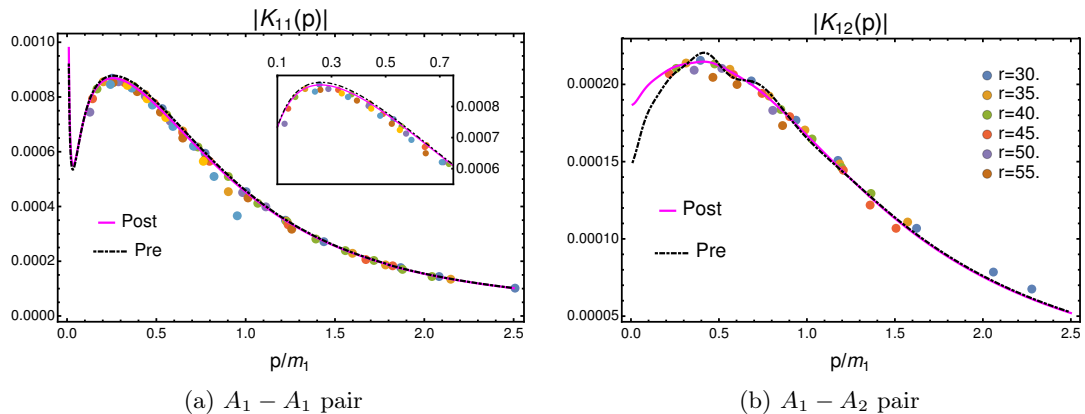 |K₁₁(p)|
0.0010
0.0008
0.0006
0.0004
0.0002
0.0000
0.1 0.3 0.5 0.7
0.0008
0.0007
0.0006
Post
Pre
0.0 0.5 1.0 1.5 2.0 2.5
p/m₁
(a) A₁ − A₁ pair
|K₁₂(p)|
0.00020
0.00015
0.00010
0.00005
r=30.
r=35.
r=40.
r=45.
r=50.
r=55.
Post
Pre
0.0 0.5 1.0 1.5 2.0 2.5
p/m₁
(b) A₁ − A₂ pair